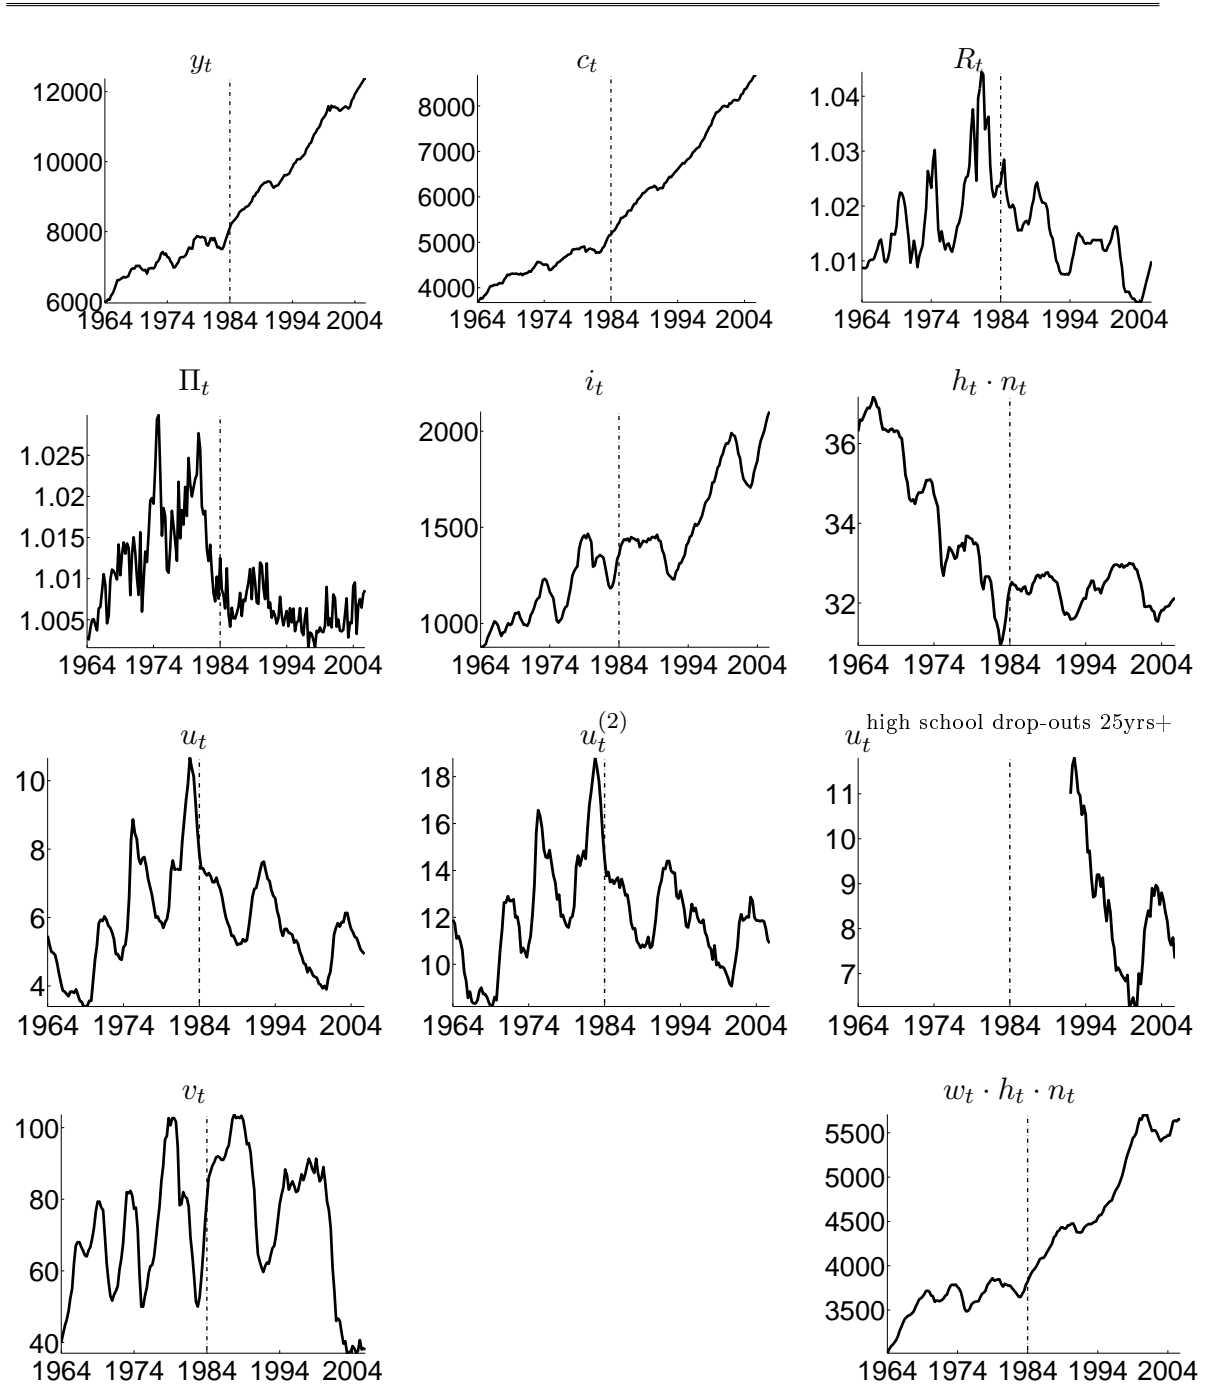 y_t
12000
10000
8000
6000
1964 1974 1984 1994 2004
c_t
8000
7000
6000
5000
4000
1964 1974 1984 1994 2004
R_t
1.04
1.03
1.02
1.01
1964 1974 1984 1994 2004
Π_t
1.025
1.02
1.015
1.01
1.005
1964 1974 1984 1994 2004
i_t
2000
1500
1000
1964 1974 1984 1994 2004
h_t · n_t
36
34
32
1964 1974 1984 1994 2004
u_t
10
8
6
4
1964 1974 1984 1994 2004
u_t^{(2)}
18
16
14
12
10
1964 1974 1984 1994 2004
u_t^{high school drop-outs 25yrs+}
11
10
9
8
7
1964 1974 1984 1994 2004
v_t
100
80
60
40
1964 1974 1984 1994 2004
w_t · h_t · n_t
5500
5000
4500
4000
3500
1964 1974 1984 1994 2004